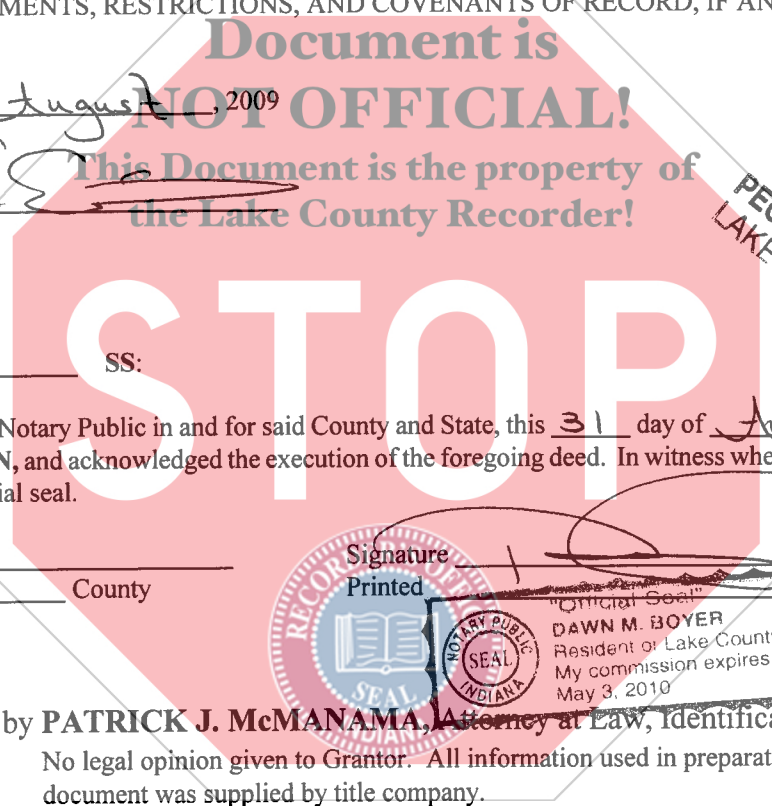 MENTS, RESTRICTIONS, AND COVENANTS OF RECORD, IF AN
Document is
August, 2009
NOT OFFICIAL!
This Document is the property of
the Lake County Recorder!
LAKE
STOP
SS:
Notary Public in and for said County and State, this 31 day of
N, and acknowledged the execution of the foregoing deed. In witness whe
ial seal.
Signature
County
Printed
RECORDER'S OFFICE
SEAL
INDIANA
NOTARY PUBLIC
SEAL
INDIANA
"Official Seal"
DAWN M. BOYER
Resident of Lake County
My commission expires
May 3, 2010
by PATRICK J. McMANAMA, Attorney at Law, Identifica
No legal opinion given to Grantor. All information used in preparat
document was supplied by title company.